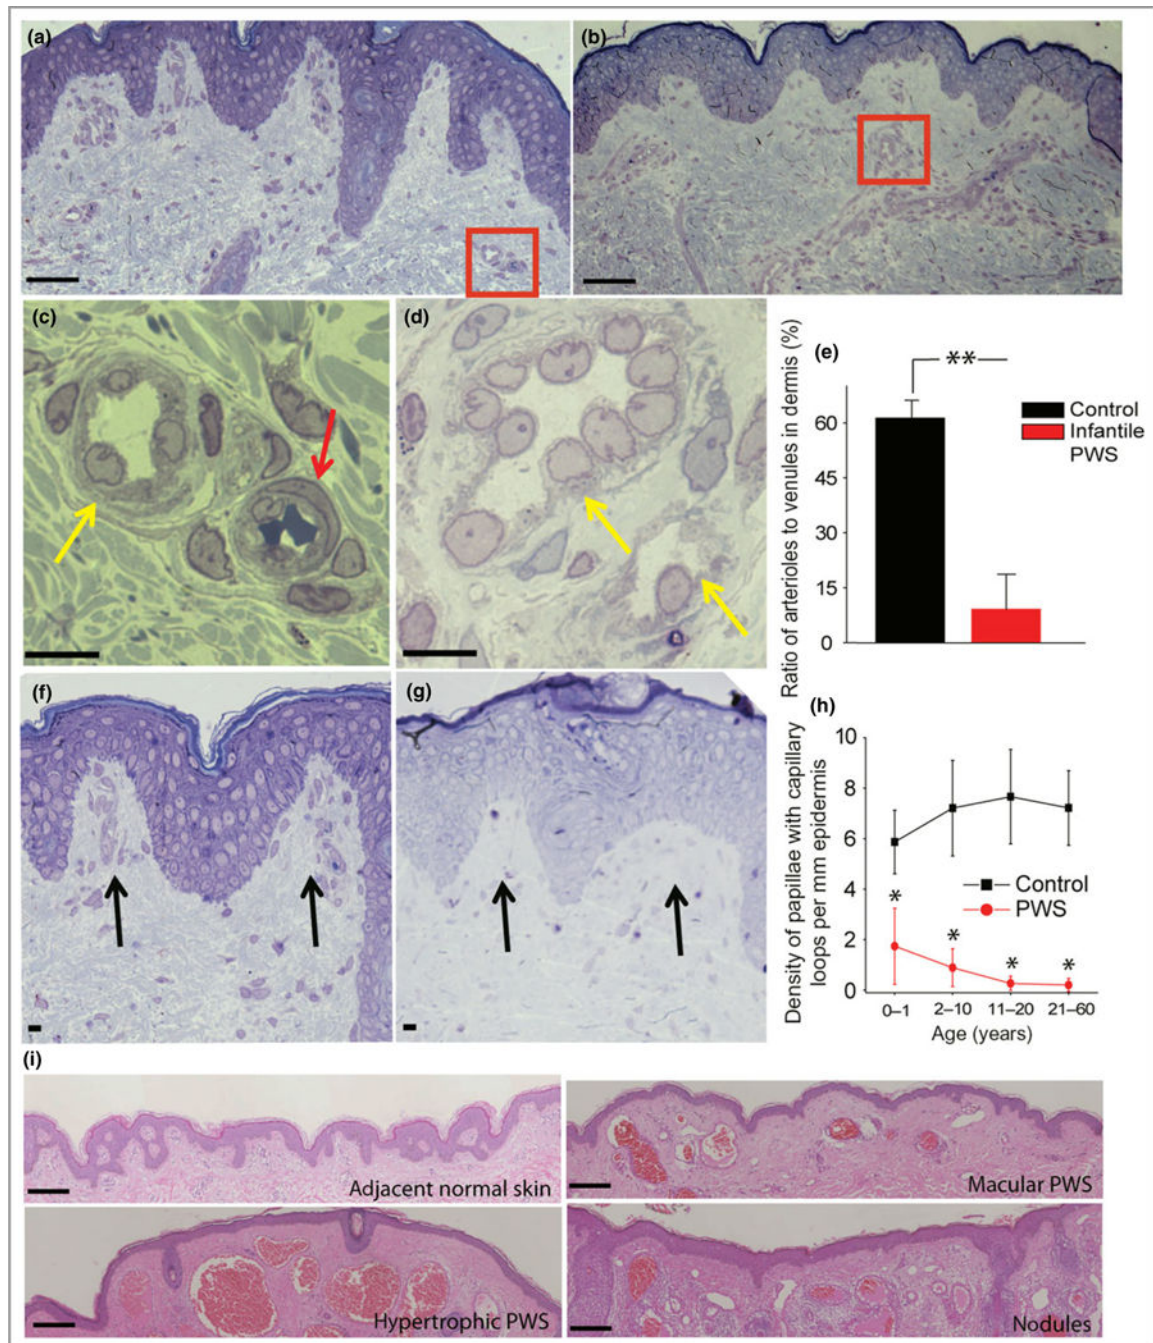 (a)
(b)
(c)
(d)
(e)
Ratio of arterioles to venules in dermis (%)
60
45
30
15
0
**
Control
Infantile
PWS
(f)
(g)
(h)
Density of papillae with capillary
loops per mm epidermis
10
8
6
4
2
0
Control
PWS
*
*
*
*
0–1
2–10
11–20
21–60
Age (years)
(i)
Adjacent normal skin
Macular PWS
Hypertrophic PWS
Nodules